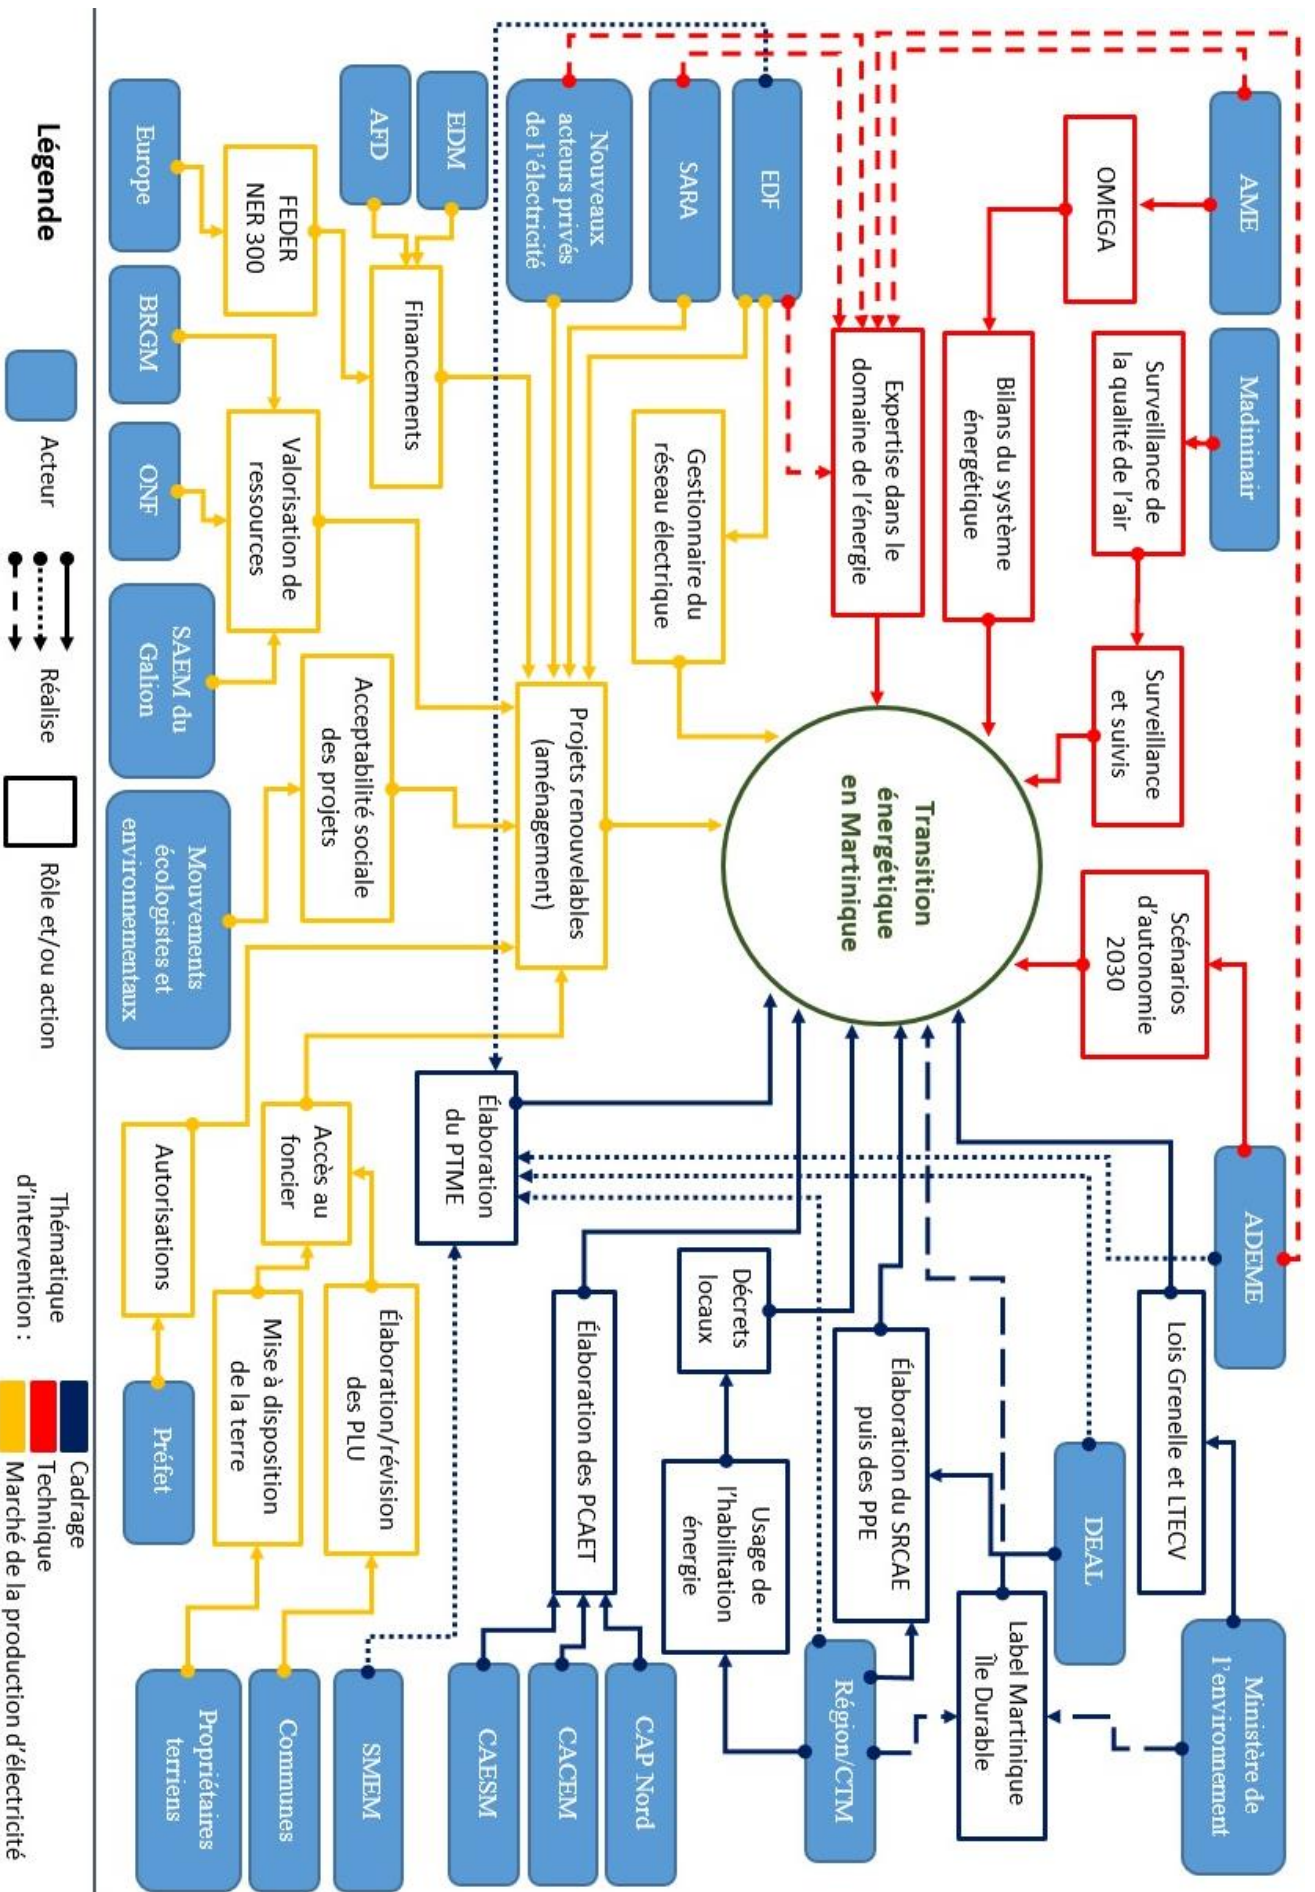 AME
Madininair
ADEME
Ministère de
l'environnement
OMEGA
Surveillance de
la qualité de l'air
Surveillance
et suivis
Scénarios
d'autonomie
2030
Lois Grenelle et LTECV
DEAL
Label Martinique
Île Durable
Bilans du système
énergétique
Expertise dans le
domaine de l'énergie
Transition
énergétique
en Martinique
Élaboration du SRCAE
puis des PPE
Région/CTM
EDF
SARA
Nouveaux
acteurs privés
de l'électricité
Gestionnaire du
réseau électrique
Décrets
locaux
Usage de
l'habilitation
énergie
CAP Nord
CACEM
CAESM
Projets renouvelables
(aménagement)
Élaboration des PCAET
Élaboration
du PTME
SMEM
EDM
AFD
Financements
Acceptabilité sociale
des projets
Accès au
foncier
Élaboration/révision
des PLU
Communes
FEDER
NER 300
Valorisation de
ressources
Mise à disposition
de la terre
Propriétaires
terriens
Europe
BRGM
ONF
SAEM du
Galion
Mouvements
écologistes et
environnementaux
Autorisations
Préfet
Légende
Acteur
Réalise
Rôle et/ou action
Thématique
d'intervention :
Cadrage
Technique
Marché de la production d'électricité